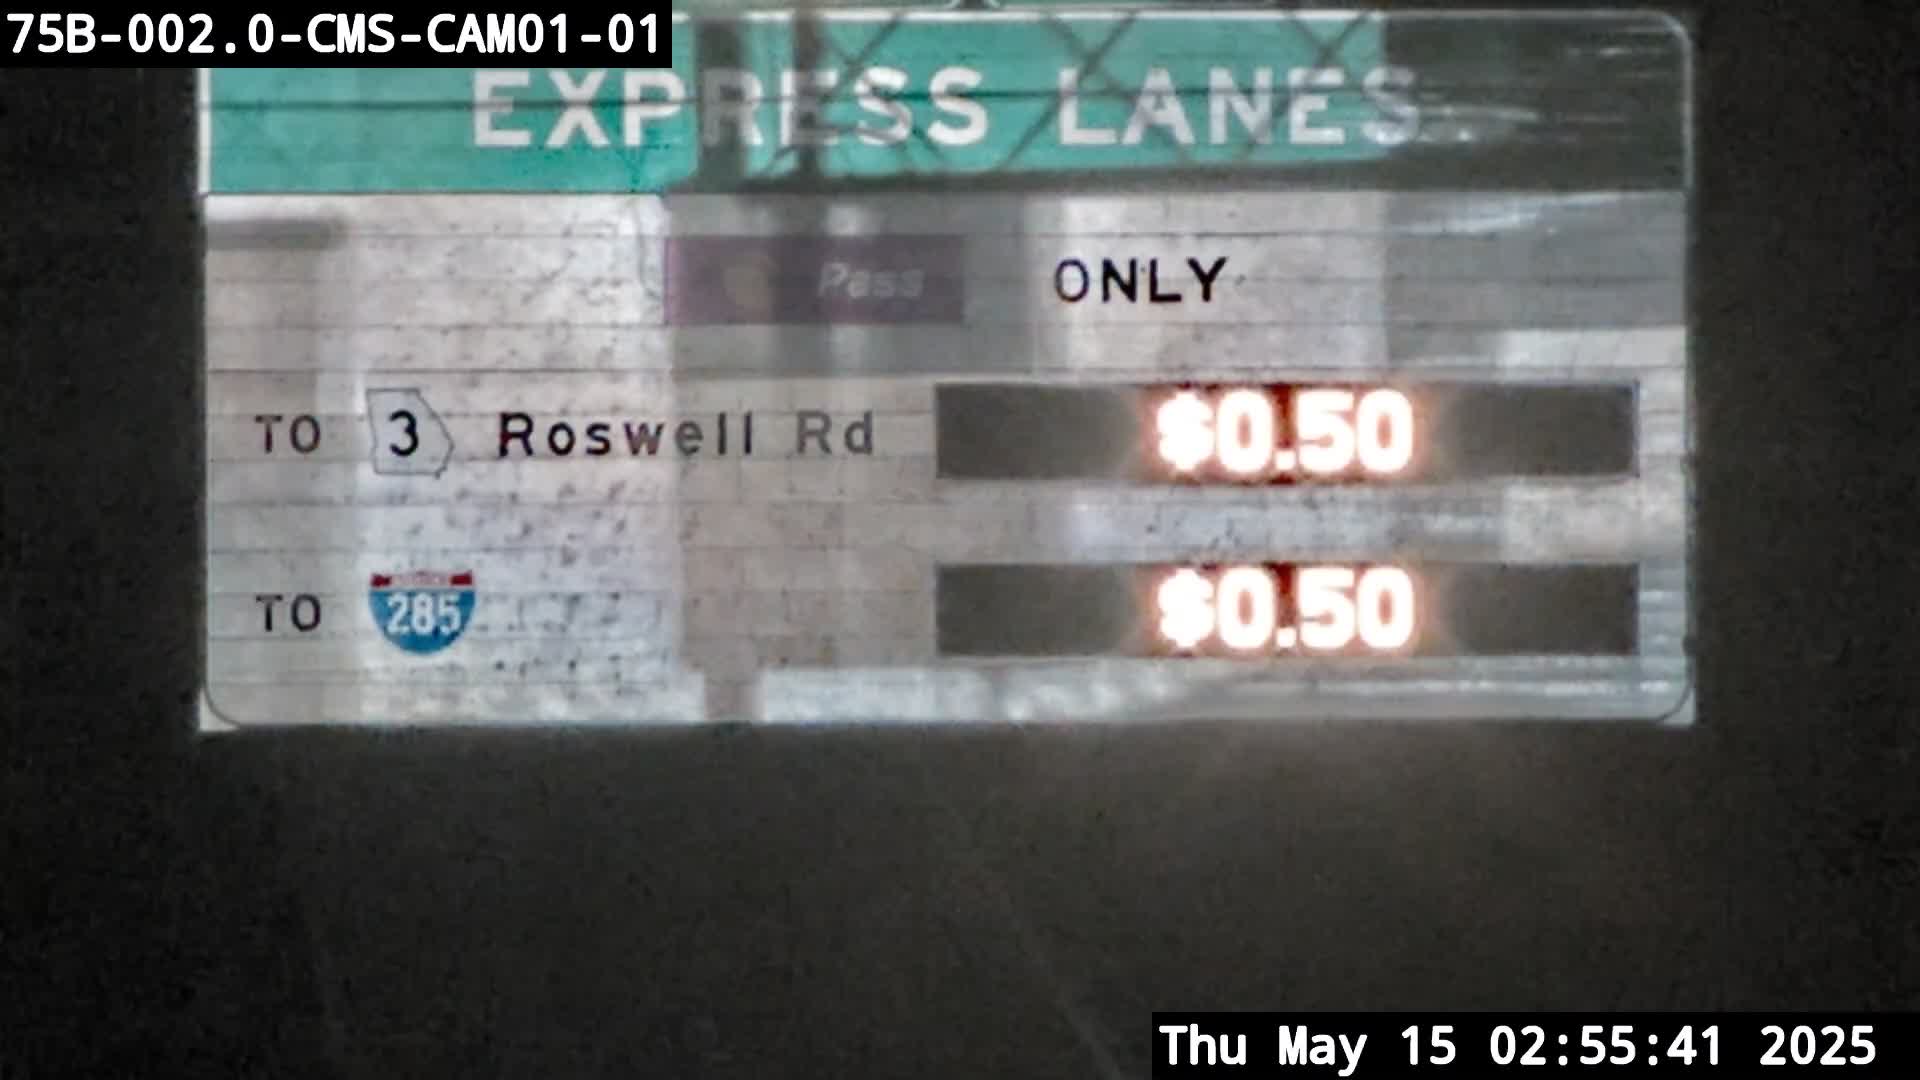 75B-002.0-CMS-CAM01-01
EXPRESS LANES
Pass ONLY
TO 3 Roswell Rd $0.50
TO 285 $0.50
Thu May 15 02:55:41 2025